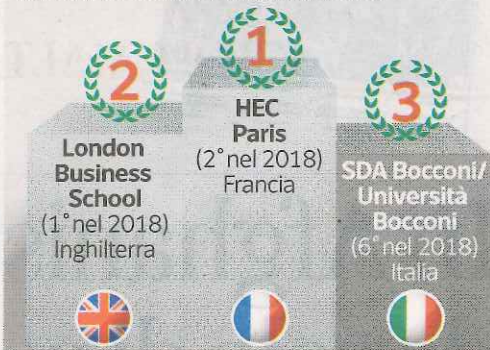 2
London
Business
School
(1° nel 2018)
Inghilterra
1
HEC
Paris
(2° nel 2018)
Francia
3
SDA Bocconi/
Università
Bocconi
(6° nel 2018)
Italia